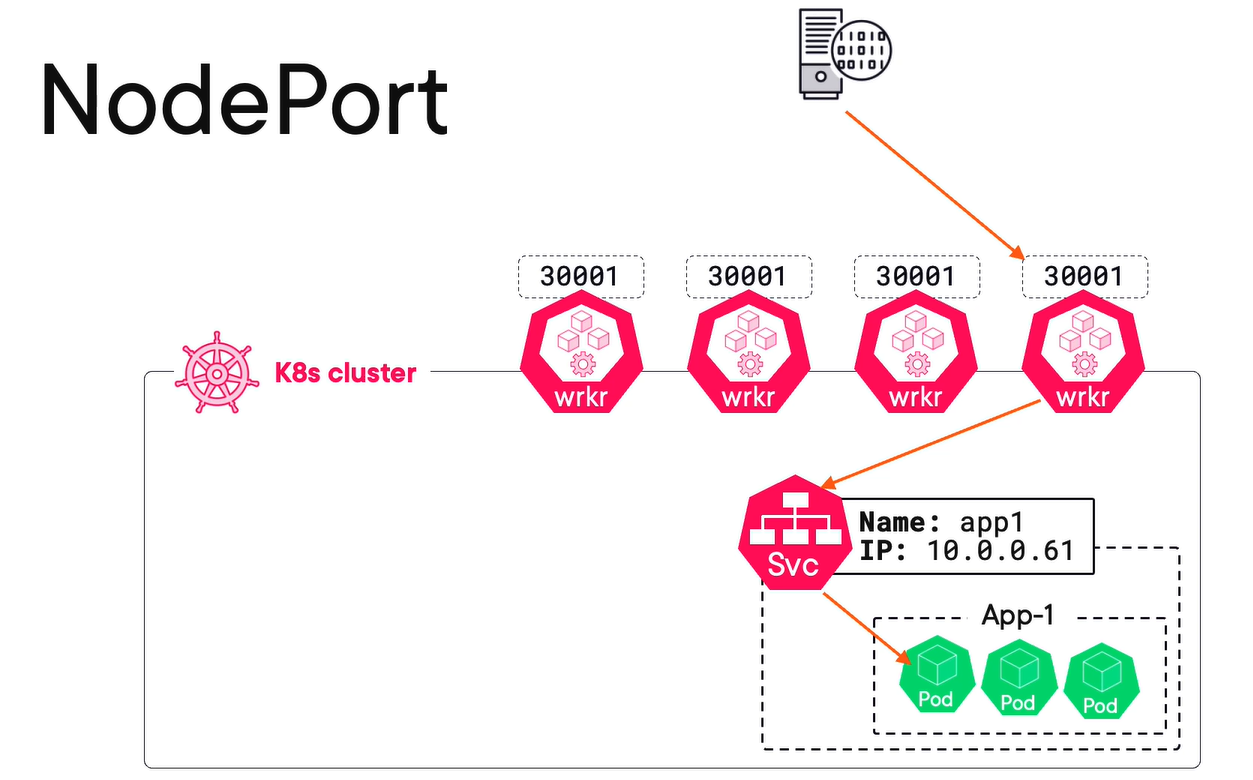 NodePort
30001
30001
30001
30001
K8s cluster
wrkr
wrkr
wrkr
wrkr
Svc
Name: app1
IP: 10.0.0.61
App-1
Pod
Pod
Pod